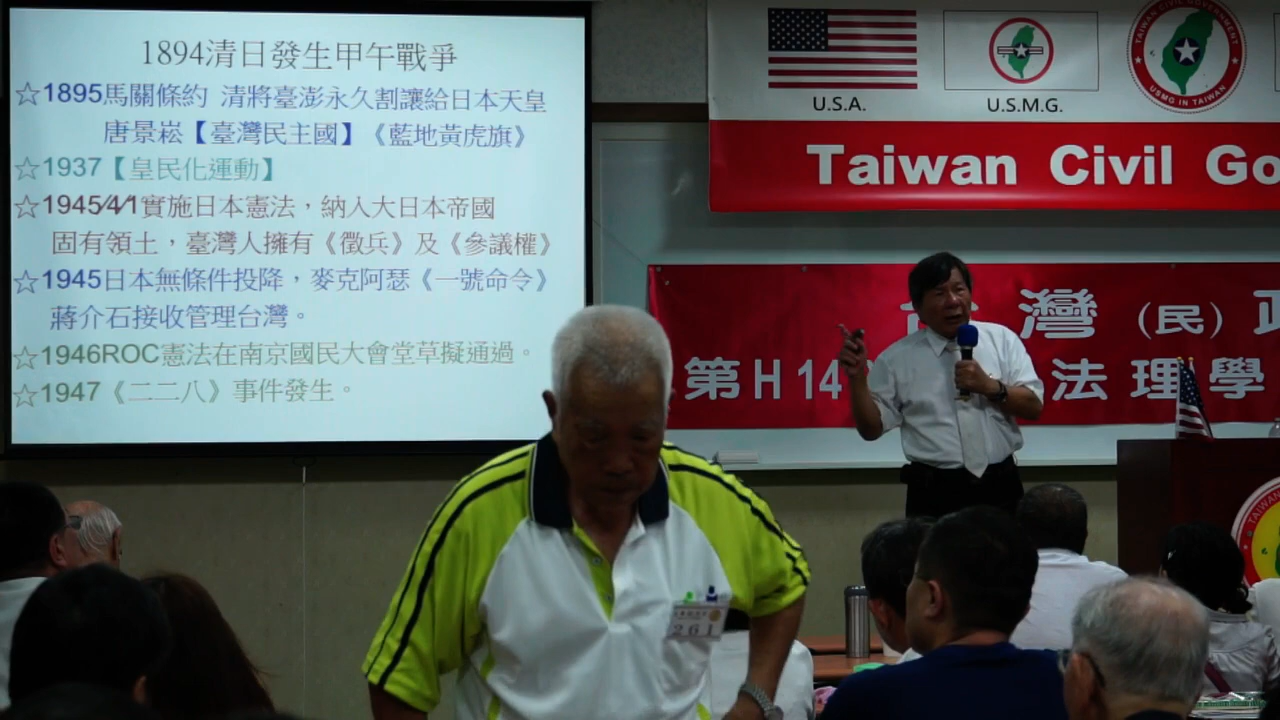 1894清日發生甲午戰爭
☆1895馬關條約 清將臺澎永久割讓給日本天皇
唐景崧【臺灣民主國】《藍地黃虎旗》
☆1937【皇民化運動】
☆1945/4/1實施日本憲法，納入大日本帝國
固有領土，臺灣人擁有《徵兵》及《參議權》
☆1945日本無條件投降，麥克阿瑟《一號命令》
蔣介石接收管理台灣。
☆1946ROC憲法在南京國民大會堂草擬通過。
☆1947《二二八》事件發生。
U.S.A.
U.S.M.G.
TAIWAN CIVIL GOVERNMENT
USMG IN TAIWAN
Taiwan Civil Go
灣（民）
第H14
法理學
261